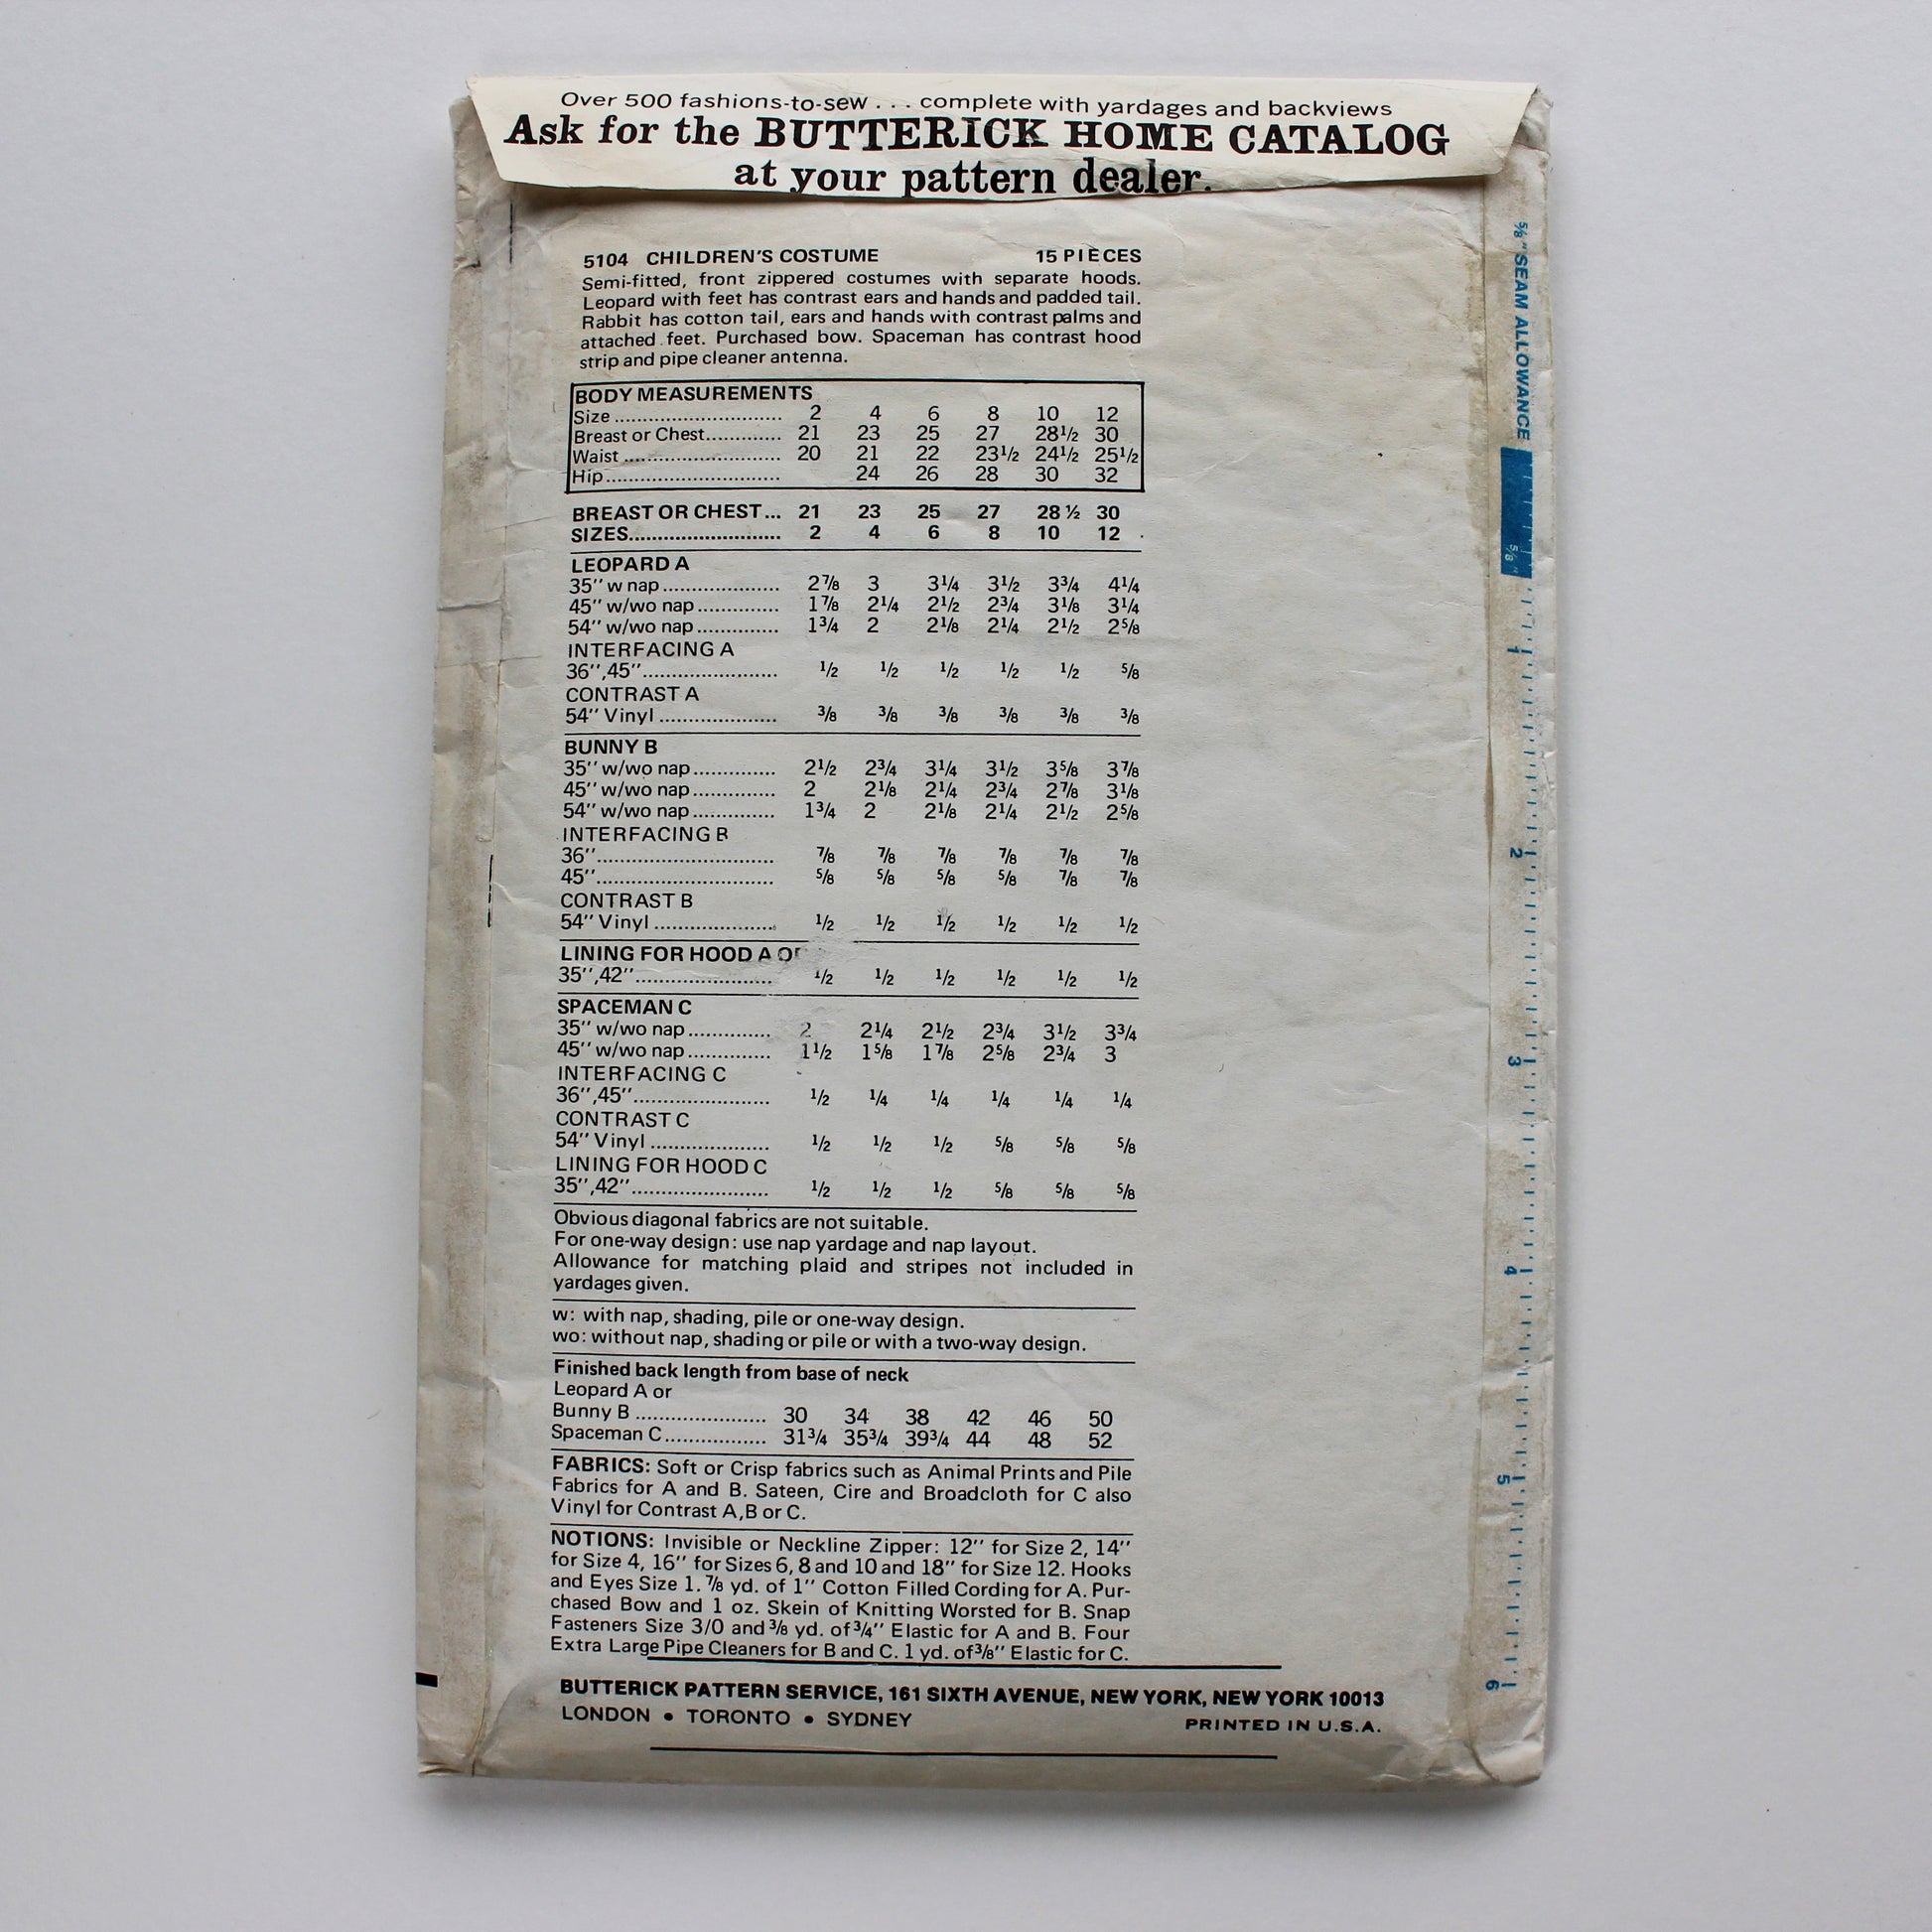 Over 500 fashions-to-sew . . . complete with yardages and backviews
Ask for the BUTTERICK HOME CATALOG
at your pattern dealer.
5104 CHILDREN'S COSTUME 15 PIECES
Semi-fitted, front zippered costumes with separate hoods.
Leopard with feet has contrast ears and hands and padded tail.
Rabbit has cotton tail, ears and hands with contrast palms and
attached feet. Purchased bow. Spaceman has contrast hood
strip and pipe cleaner antenna.
BODY MEASUREMENTS
Size ............................ 2 4 6 8 10 12
Breast or Chest............. 21 23 25 27 28½ 30
Waist .......................... 20 21 22 23½ 24½ 25½
Hip............................. 24 26 28 30 32
BREAST OR CHEST... 21 23 25 27 28 ½ 30
SIZES.......................... 2 4 6 8 10 12
LEOPARD A
35'' w nap .................... 2⅞ 3 3¼ 3½ 3¾ 4¼
45'' w/wo nap .............. 1⅞ 2¼ 2½ 2¾ 3⅛ 3¼
54'' w/wo nap .............. 1¾ 2 2⅛ 2¼ 2½ 2⅝
INTERFACING A
36'',45''....................... ½ ½ ½ ½ ½ ⅝
CONTRAST A
54'' Vinyl .................... ⅜ ⅜ ⅜ ⅜ ⅜ ⅜
BUNNY B
35'' w/wo nap .............. 2½ 2¾ 3¼ 3½ 3⅝ 3⅞
45'' w/wo nap .............. 2 2⅛ 2¼ 2¾ 2⅞ 3⅛
54'' w/wo nap .............. 1¾ 2 2⅛ 2¼ 2½ 2⅝
INTERFACING B
36''.............................. ⅞ ⅞ ⅞ ⅞ ⅞ ⅞
45''.............................. ⅝ ⅝ ⅝ ⅝ ⅞ ⅞
CONTRAST B
54'' Vinyl ..................... ½ ½ ½ ½ ½ ½
LINING FOR HOOD A
35'',42''....................... ½ ½ ½ ½ ½ ½
SPACEMAN C
35'' w/wo nap .............. 2 2¼ 2½ 2¾ 3½ 3¾
45'' w/wo nap .............. 1½ 1⅝ 1⅞ 2⅝ 2¾ 3
INTERFACING C
36'',45''....................... ½ ¼ ¼ ¼ ¼ ¼
CONTRAST C
54'' Vinyl .................... ½ ½ ½ ⅝ ⅝ ⅝
LINING FOR HOOD C
35'',42''....................... ½ ½ ½ ⅝ ⅝ ⅝
Obvious diagonal fabrics are not suitable.
For one-way design: use nap yardage and nap layout.
Allowance for matching plaid and stripes not included in
yardages given.
w: with nap, shading, pile or one-way design.
wo: without nap, shading or pile or with a two-way design.
Finished back length from base of neck
Leopard A or
Bunny B ...................... 30 34 38 42 46 50
Spaceman C................. 31¾ 35¾ 39¾ 44 48 52
FABRICS: Soft or Crisp fabrics such as Animal Prints and Pile
Fabrics for A and B. Sateen, Cire and Broadcloth for C also
Vinyl for Contrast A,B or C.
NOTIONS: Invisible or Neckline Zipper: 12'' for Size 2, 14''
for Size 4, 16'' for Sizes 6, 8 and 10 and 18'' for Size 12. Hooks
and Eyes Size 1. ⅞ yd. of 1'' Cotton Filled Cording for A. Pur-
chased Bow and 1 oz. Skein of Knitting Worsted for B. Snap
Fasteners Size 3/0 and ⅜ yd. of ¾'' Elastic for A and B. Four
Extra Large Pipe Cleaners for B and C. 1 yd. of ⅜'' Elastic for C.
BUTTERICK PATTERN SERVICE, 161 SIXTH AVENUE, NEW YORK, NEW YORK 10013
LONDON • TORONTO • SYDNEY PRINTED IN U.S.A.
⅝" SEAM ALLOWANCE
⅝"
1
2
3
4
5
6